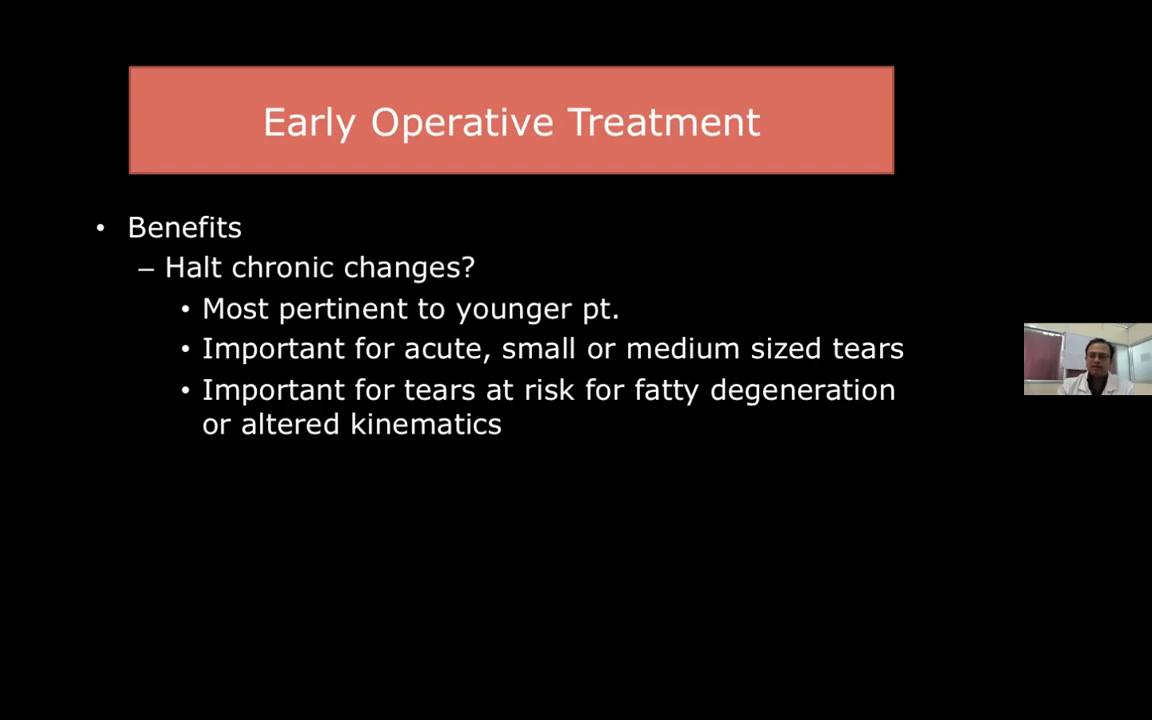 Early Operative Treatment
• Benefits
– Halt chronic changes?
• Most pertinent to younger pt.
• Important for acute, small or medium sized tears
• Important for tears at risk for fatty degeneration
or altered kinematics